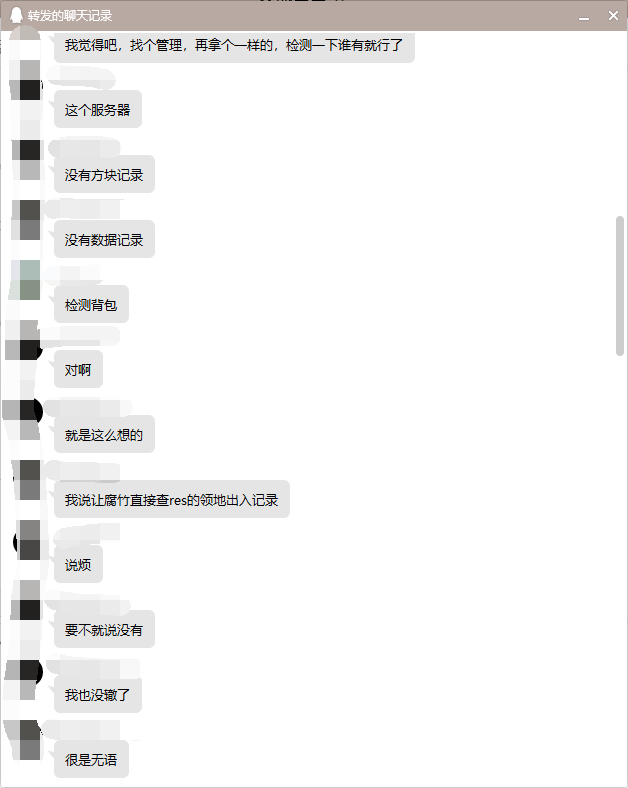 转发的聊天记录
我觉得吧，找个管理，再拿个一样的，检测一下谁有就行了
这个服务器
没有方块记录
没有数据记录
检测背包
对啊
就是这么想的
我说让腐竹直接查res的领地出入记录
说烦
要不就说没有
我也没辙了
很是无语